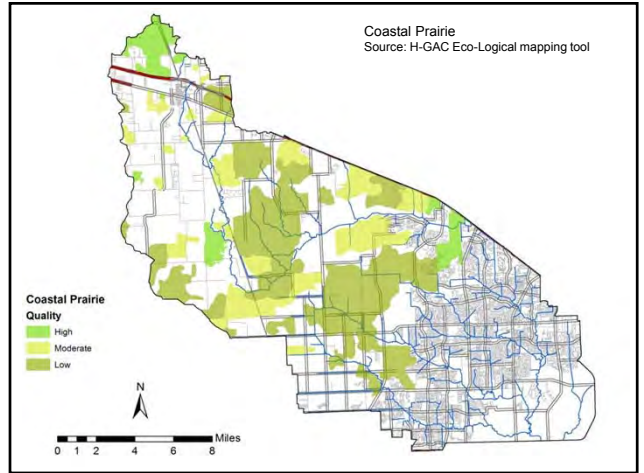 Coastal Prairie
Source: H-GAC Eco-Logical mapping tool
Coastal Prairie
Quality
High
Moderate
Low
N
Miles
0 1 2 4 6 8